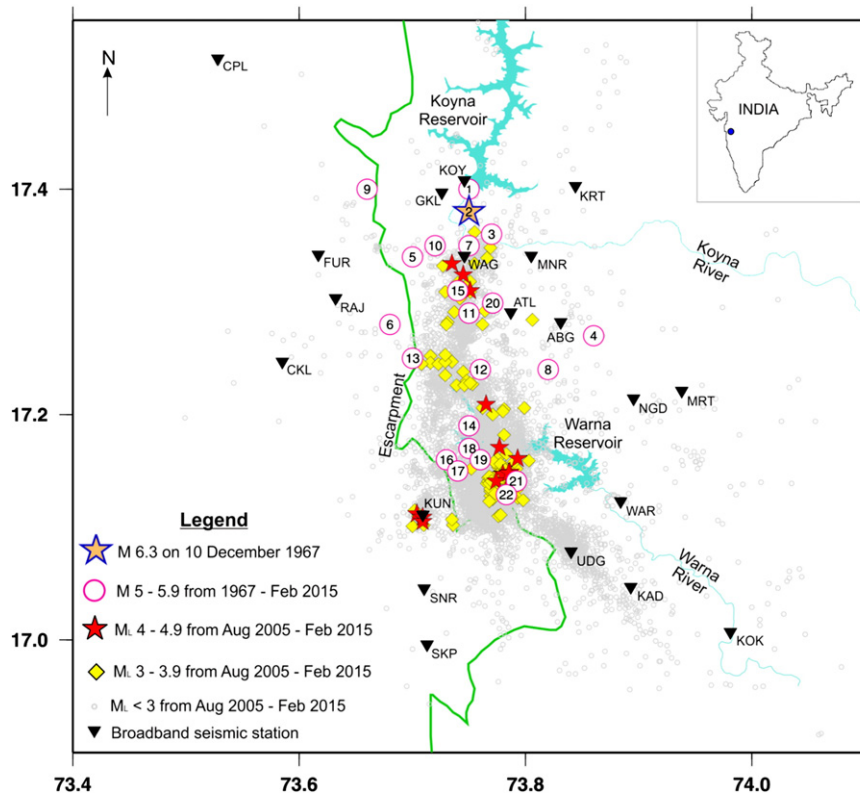 N
CPL
Koyna
Reservoir
INDIA
17.4
KOY
GKL
KRT
9
1
2
3
10
7
5
FUR
WAG
MNR
Koyna
River
RAJ
15
20
ATL
11
6
ABG
4
CKL
13
12
8
17.2
Escarpment
NGD
MRT
14
Warna
Reservoir
18
16
19
17
21
22
KUN
WAR
Legend
M 6.3 on 10 December 1967
UDG
Warna
River
M 5 - 5.9 from 1967 - Feb 2015
SNR
KAD
ML 4 - 4.9 from Aug 2005 - Feb 2015
17.0
SKP
KOK
ML 3 - 3.9 from Aug 2005 - Feb 2015
ML < 3 from Aug 2005 - Feb 2015
Broadband seismic station
73.4 73.6 73.8 74.0